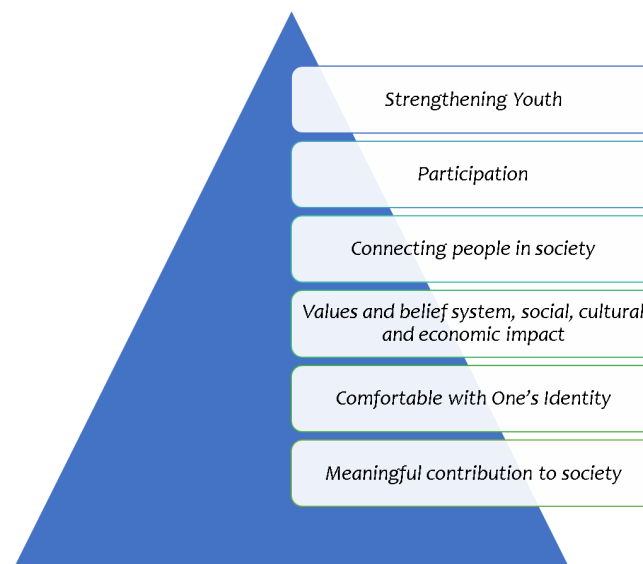 Strengthening Youth
Participation
Connecting people in society
Values and belief system, social, cultural
and economic impact
Comfortable with One's Identity
Meaningful contribution to society